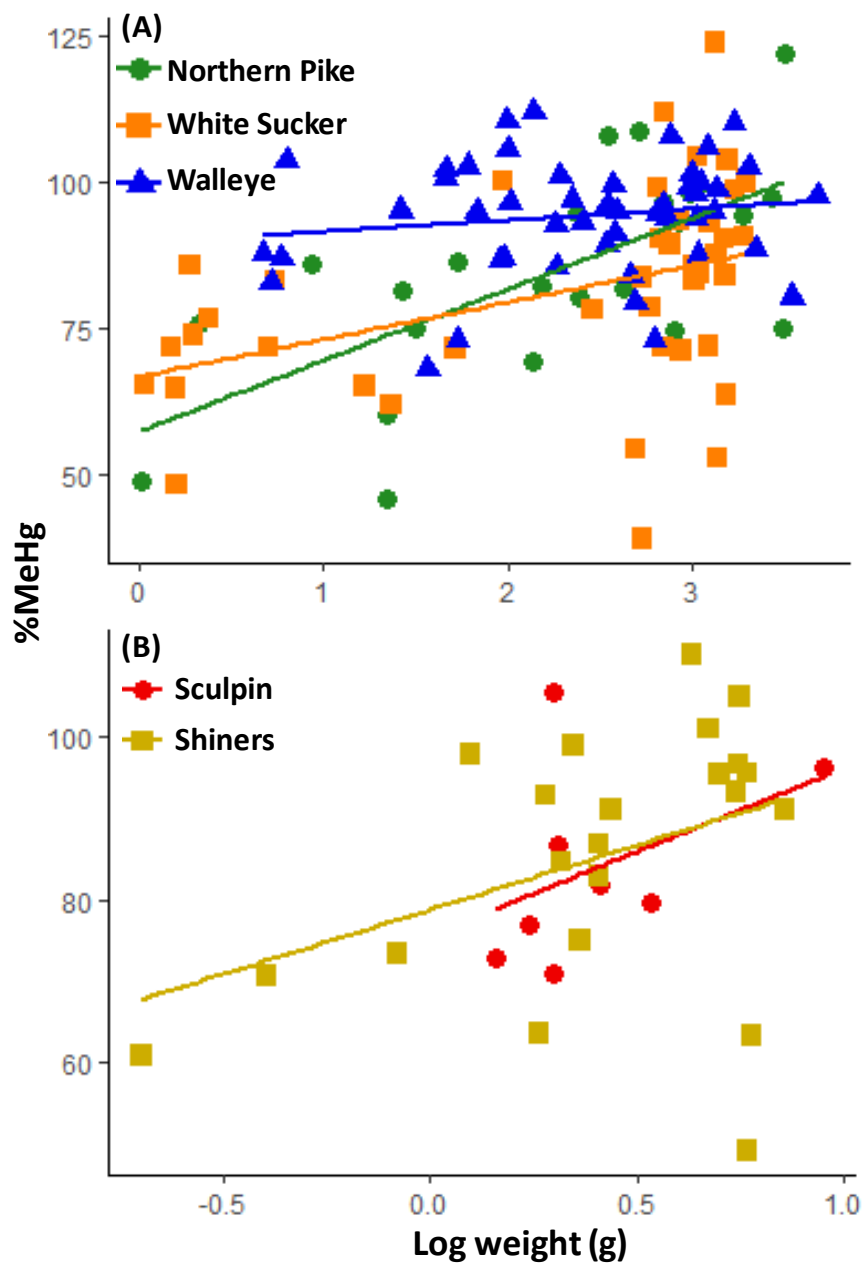 (A)
Northern Pike
White Sucker
Walleye
125
100
75
50
0 1 2 3
%MeHg
(B)
Sculpin
Shiners
100
80
60
-0.5 0.0 0.5 1.0
Log weight (g)